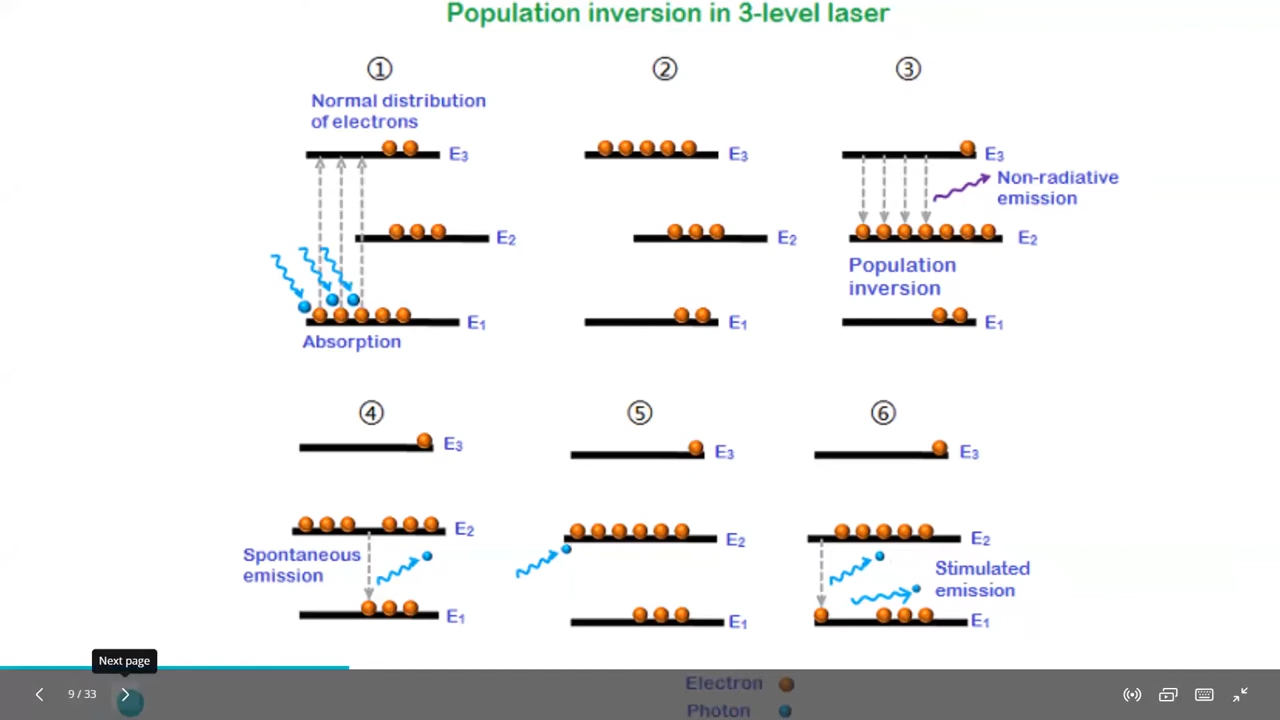 Population inversion in 3-level laser
①
②
③
Normal distribution
of electrons
E₃
E₂
E₁
Absorption
E₃
E₂
E₁
E₃
Non-radiative
emission
E₂
Population
inversion
E₁
④
⑤
⑥
E₃
E₂
Spontaneous
emission
E₁
E₃
E₂
E₁
E₃
E₂
Stimulated
emission
E₁
Next page
9 / 33
Electron
Photon